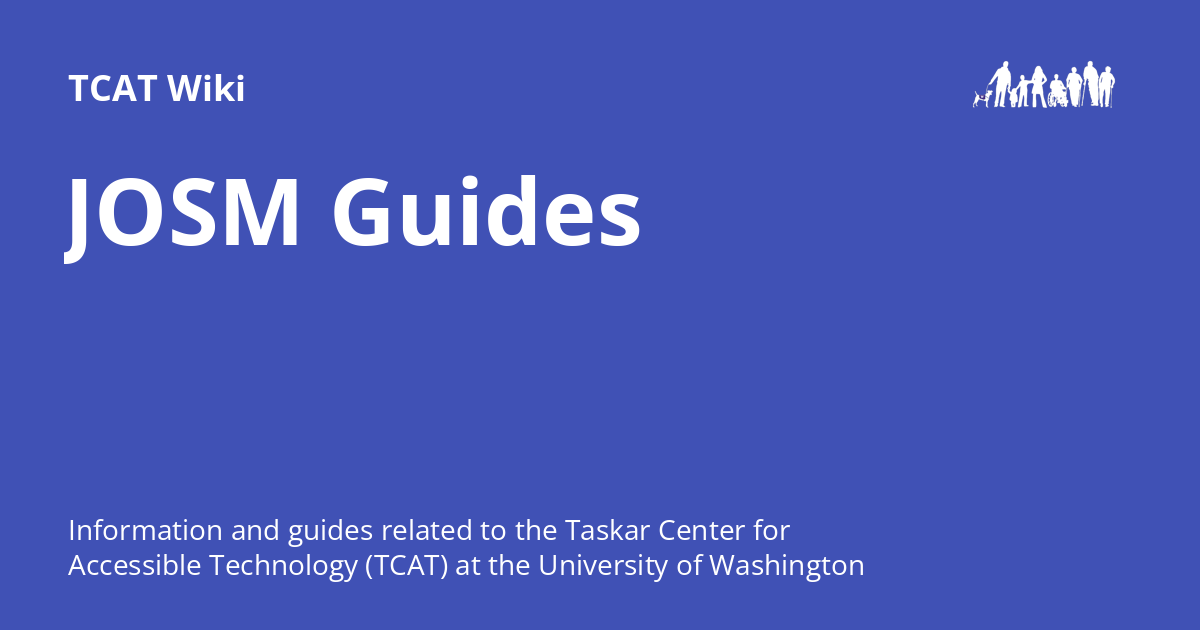 TCAT Wiki
JOSM Guides
Information and guides related to the Taskar Center for
Accessible Technology (TCAT) at the University of Washington